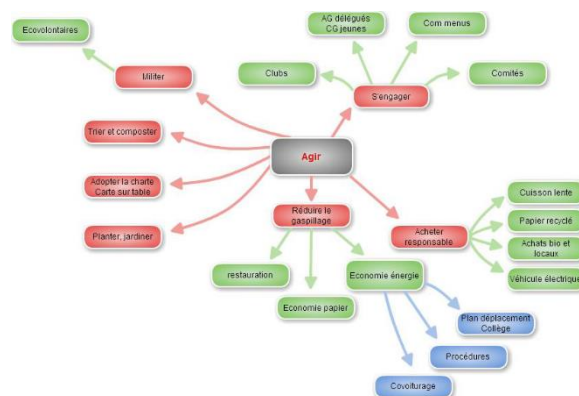 Ecovolontaires
AG délégués
CG jeunes
Com menus
Militer
Clubs
Comités
S'engager
Trier et composter
Agir
Adopter la charte
Carte sur table
Planter, jardiner
Réduire le
gaspillage
Acheter
responsable
Cuisson lente
Papier recyclé
Achats bio et
locaux
Véhicule électrique
restauration
Economie papier
Economie énergie
Plan déplacement
Collège
Procédures
Covoiturage